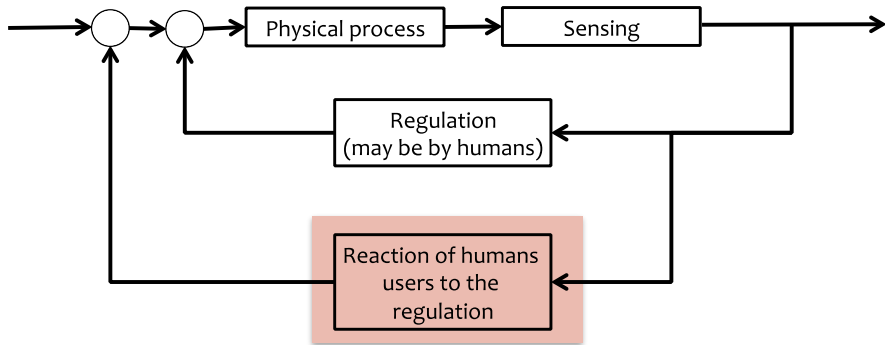 Physical process
Sensing
Regulation
(may be by humans)
Reaction of humans
users to the
regulation